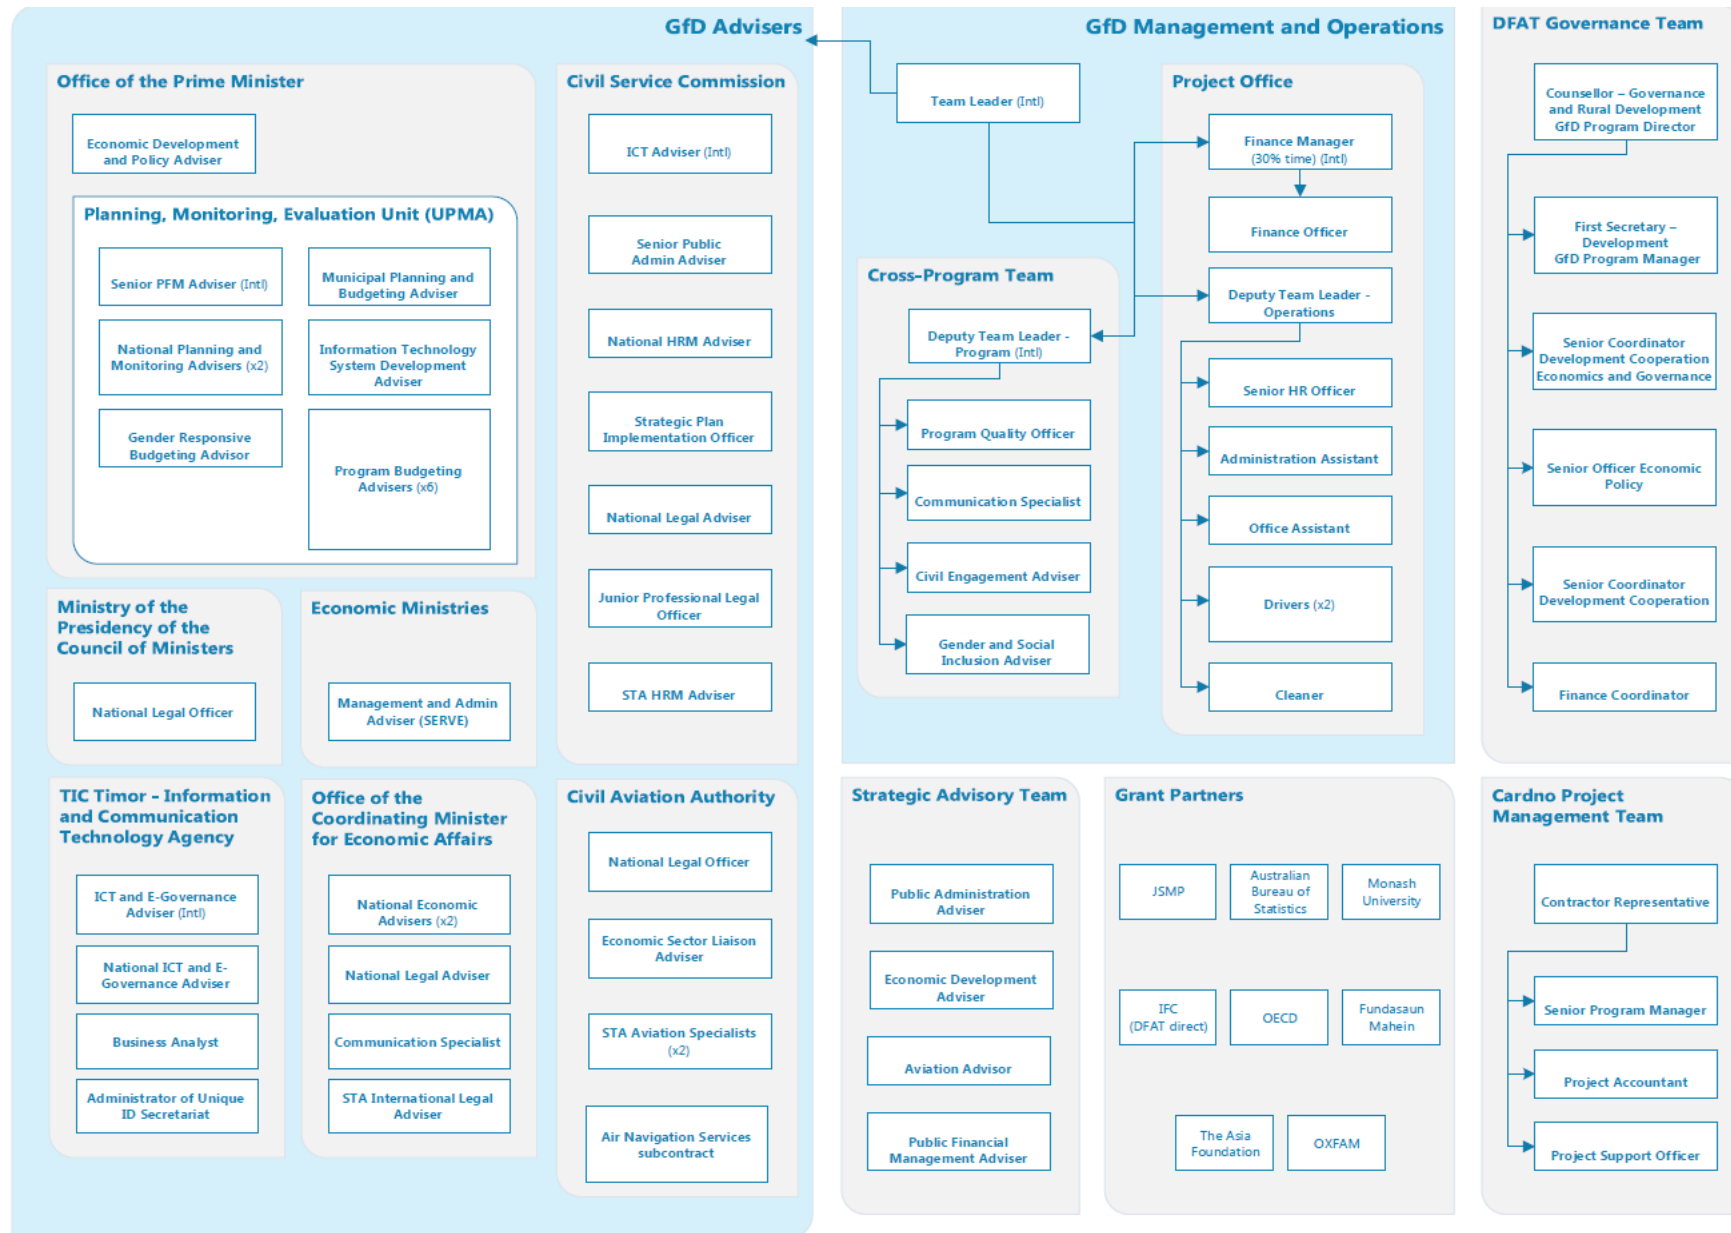 GfD Advisers
Office of the Prime Minister
Economic Development
and Policy Adviser
Planning, Monitoring, Evaluation Unit (UPMA)
Senior PFM Adviser (Intl)
Municipal Planning and
Budgeting Adviser
National Planning and
Monitoring Advisers (x2)
Information Technology
System Development
Adviser
Gender Responsive
Budgeting Advisor
Program Budgeting
Advisers (x6)
Civil Service Commission
ICT Adviser (Intl)
Senior Public
Admin Adviser
National HRM Adviser
Strategic Plan
Implementation Officer
National Legal Adviser
Junior Professional Legal
Officer
STA HRM Adviser
Ministry of the
Presidency of the
Council of Ministers
National Legal Officer
Economic Ministries
Management and Admin
Adviser (SERVE)
TIC Timor – Information
and Communication
Technology Agency
ICT and E-Governance
Adviser (Intl)
National ICT and E-
Governance Adviser
Business Analyst
Administrator of Unique
ID Secretariat
Office of the
Coordinating Minister
for Economic Affairs
National Economic
Advisers (x2)
National Legal Adviser
Communication Specialist
STA International Legal
Adviser
Civil Aviation Authority
National Legal Officer
Economic Sector Liaison
Adviser
STA Aviation Specialists
(x2)
Air Navigation Services
subcontract
GfD Management and Operations
Team Leader (Intl)
Project Office
Finance Manager
(30% time) (Intl)
Finance Officer
Deputy Team Leader -
Operations
Senior HR Officer
Administration Assistant
Office Assistant
Drivers (x2)
Cleaner
Cross–Program Team
Deputy Team Leader -
Program (Intl)
Program Quality Officer
Communication Specialist
Civil Engagement Adviser
Gender and Social
Inclusion Adviser
Strategic Advisory Team
Public Administration
Adviser
Economic Development
Adviser
Aviation Advisor
Public Financial
Management Adviser
Grant Partners
JSMP
Australian
Bureau of
Statistics
Monash
University
IFC
(DFAT direct)
OECD
Fundasaun
Mahein
The Asia
Foundation
OXFAM
DFAT Governance Team
Counsellor – Governance
and Rural Development
GfD Program Director
First Secretary –
Development
GfD Program Manager
Senior Coordinator
Development Cooperation
Economics and Governance
Senior Officer Economic
Policy
Senior Coordinator
Development Cooperation
Finance Coordinator
Cardno Project
Management Team
Contractor Representative
Senior Program Manager
Project Accountant
Project Support Officer